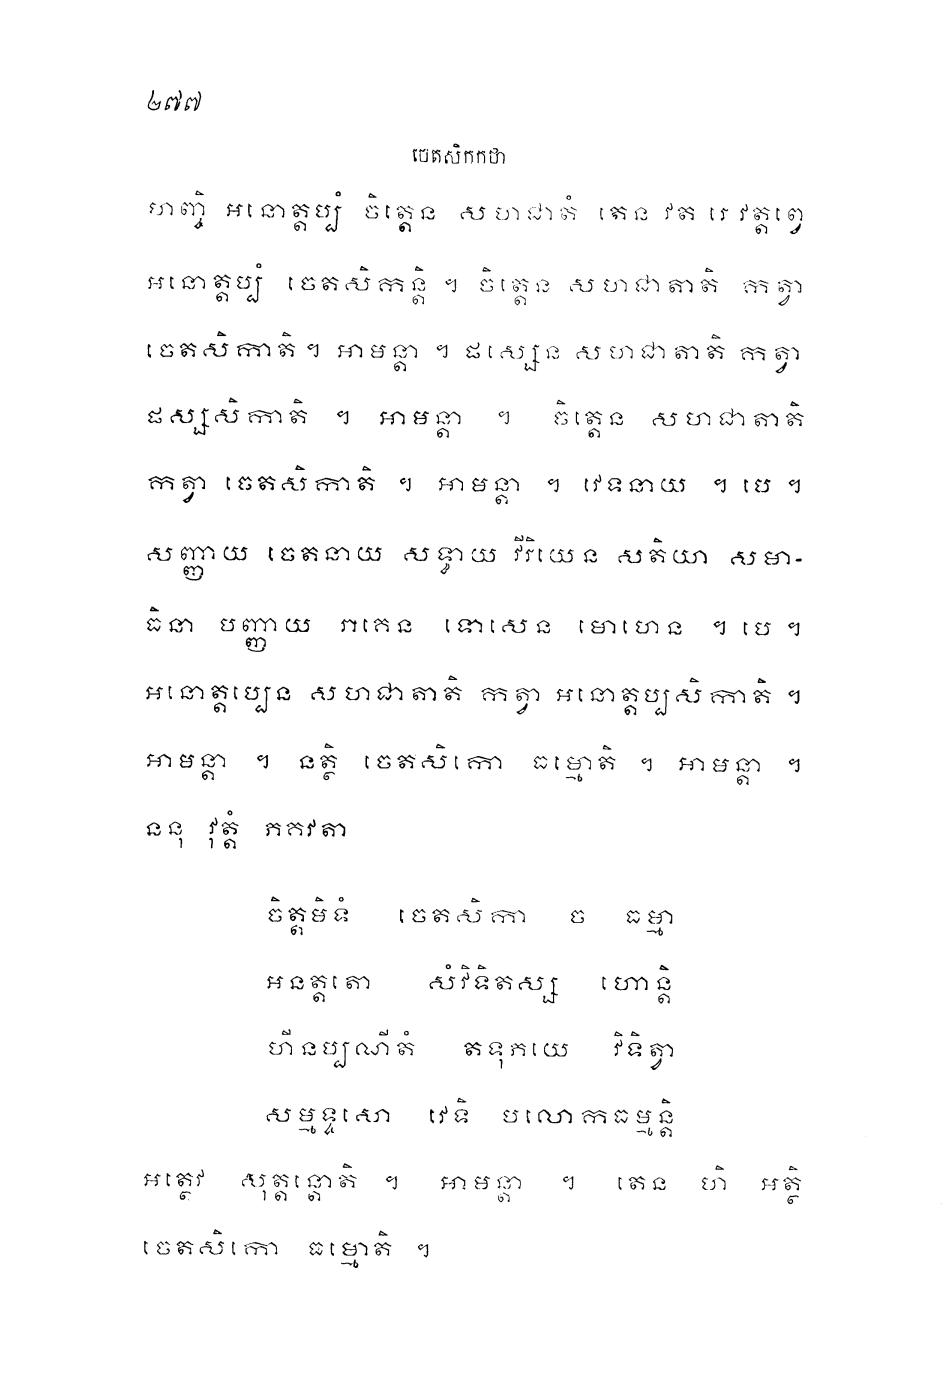 ២៧៧
ចេតសិកកថា
ហញ្ចិ អនោត្តប្បំ ចិត្តេន សហជាតំ តេន វត រេ វត្តព្វេ
អនោត្តប្បំ ចេតសិកន្តិ ។ ចិត្តេន សហជាតាតិ កត្វា
ចេតសិកាតិ។ អាមន្តា ។ ផស្សេន សហជាតាតិ កត្វា
ផស្សសិកាតិ ។ អាមន្តា ។ ចិត្តេន សហជាតាតិ
កត្វា ចេតសិកាតិ ។ អាមន្តា ។ វេទនាយ ។ បេ ។
សញ្ញាយ ចេតនាយ សទ្ធាយ វីរិយេន សតិយា សមា-
ធិនា បញ្ញាយ រាគេន ទោសេន មោហេន ។ បេ ។
អនោត្តប្បេន សហជាតាតិ កត្វា អនោត្តប្បសិកាតិ ។
អាមន្តា ។ នត្ថិ ចេតសិកោ ធម្មោតិ ។ អាមន្តា ។
ននុ វុត្តំ ភគវតា
ចិត្តមិទំ ចេតសិកា ច ធម្មា
អនត្តតោ សំវិទិតស្ស ហោន្តិ
ហីនប្បណីតំ តទុភយេ វិទិត្វា
សម្មទ្ទសោ វេទិ បលោកធម្មន្តិ
អត្ថេវ សុត្តន្តោតិ ។ អាមន្តា ។ តេន ហិ អត្ថិ
ចេតសិកោ ធម្មោតិ ។